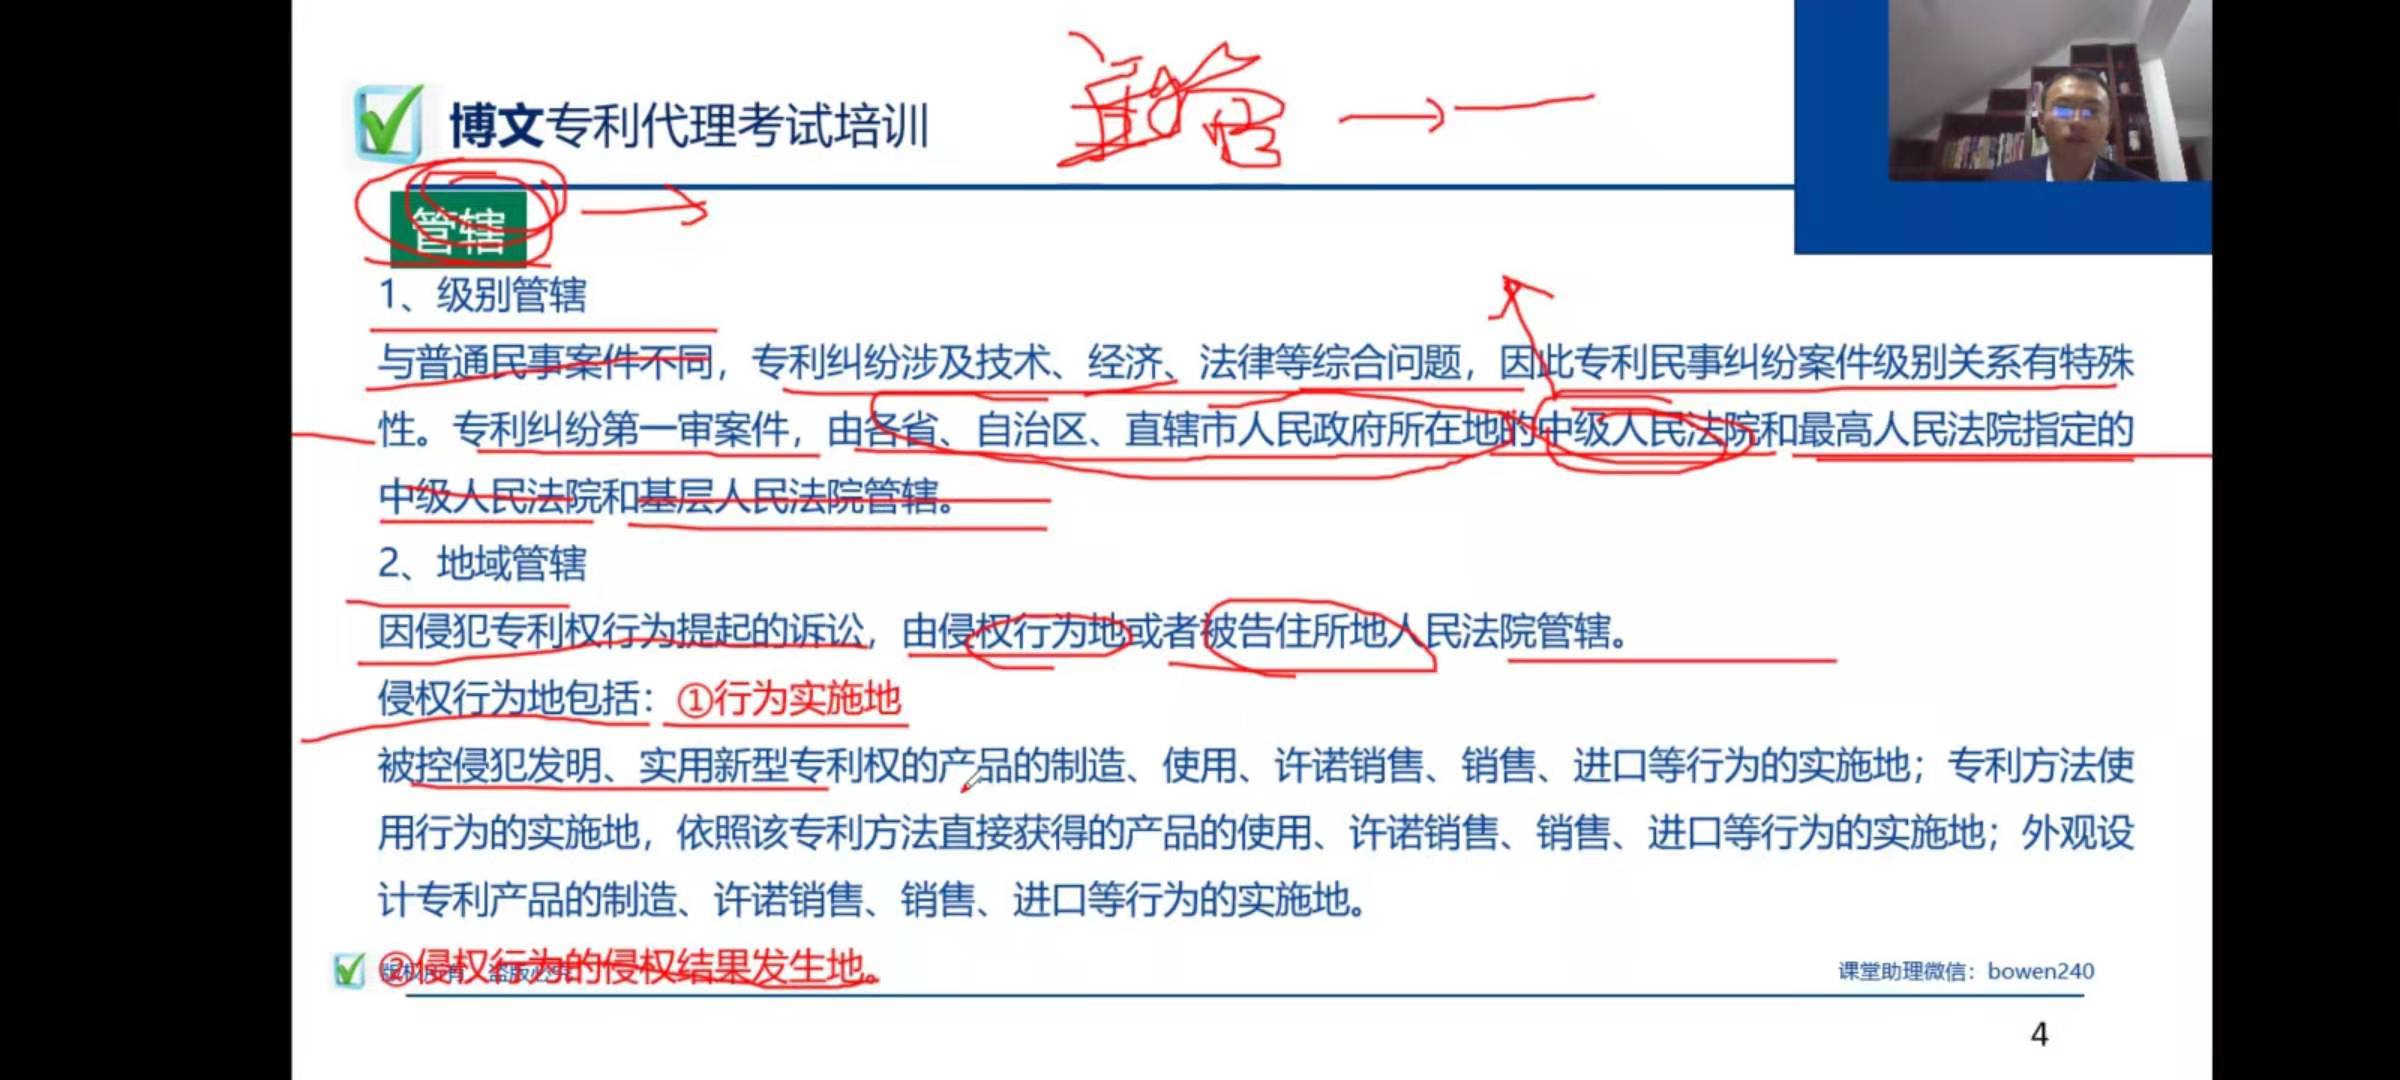 博文专利代理考试培训
管辖
1、级别管辖
与普通民事案件不同，专利纠纷涉及技术、经济、法律等综合问题，因此专利民事纠纷案件级别关系有特殊
性。专利纠纷第一审案件，由各省、自治区、直辖市人民政府所在地的中级人民法院和最高人民法院指定的
中级人民法院和基层人民法院管辖。
2、地域管辖
因侵犯专利权行为提起的诉讼，由侵权行为地或者被告住所地人民法院管辖。
侵权行为地包括：①行为实施地
被控侵犯发明、实用新型专利权的产品的制造、使用、许诺销售、销售、进口等行为的实施地；专利方法使
用行为的实施地，依照该专利方法直接获得的产品的使用、许诺销售、销售、进口等行为的实施地；外观设
计专利产品的制造、许诺销售、销售、进口等行为的实施地。
②侵权行为的侵权结果发生地。
版权所有 盗版必究
课堂助理微信：bowen240
4